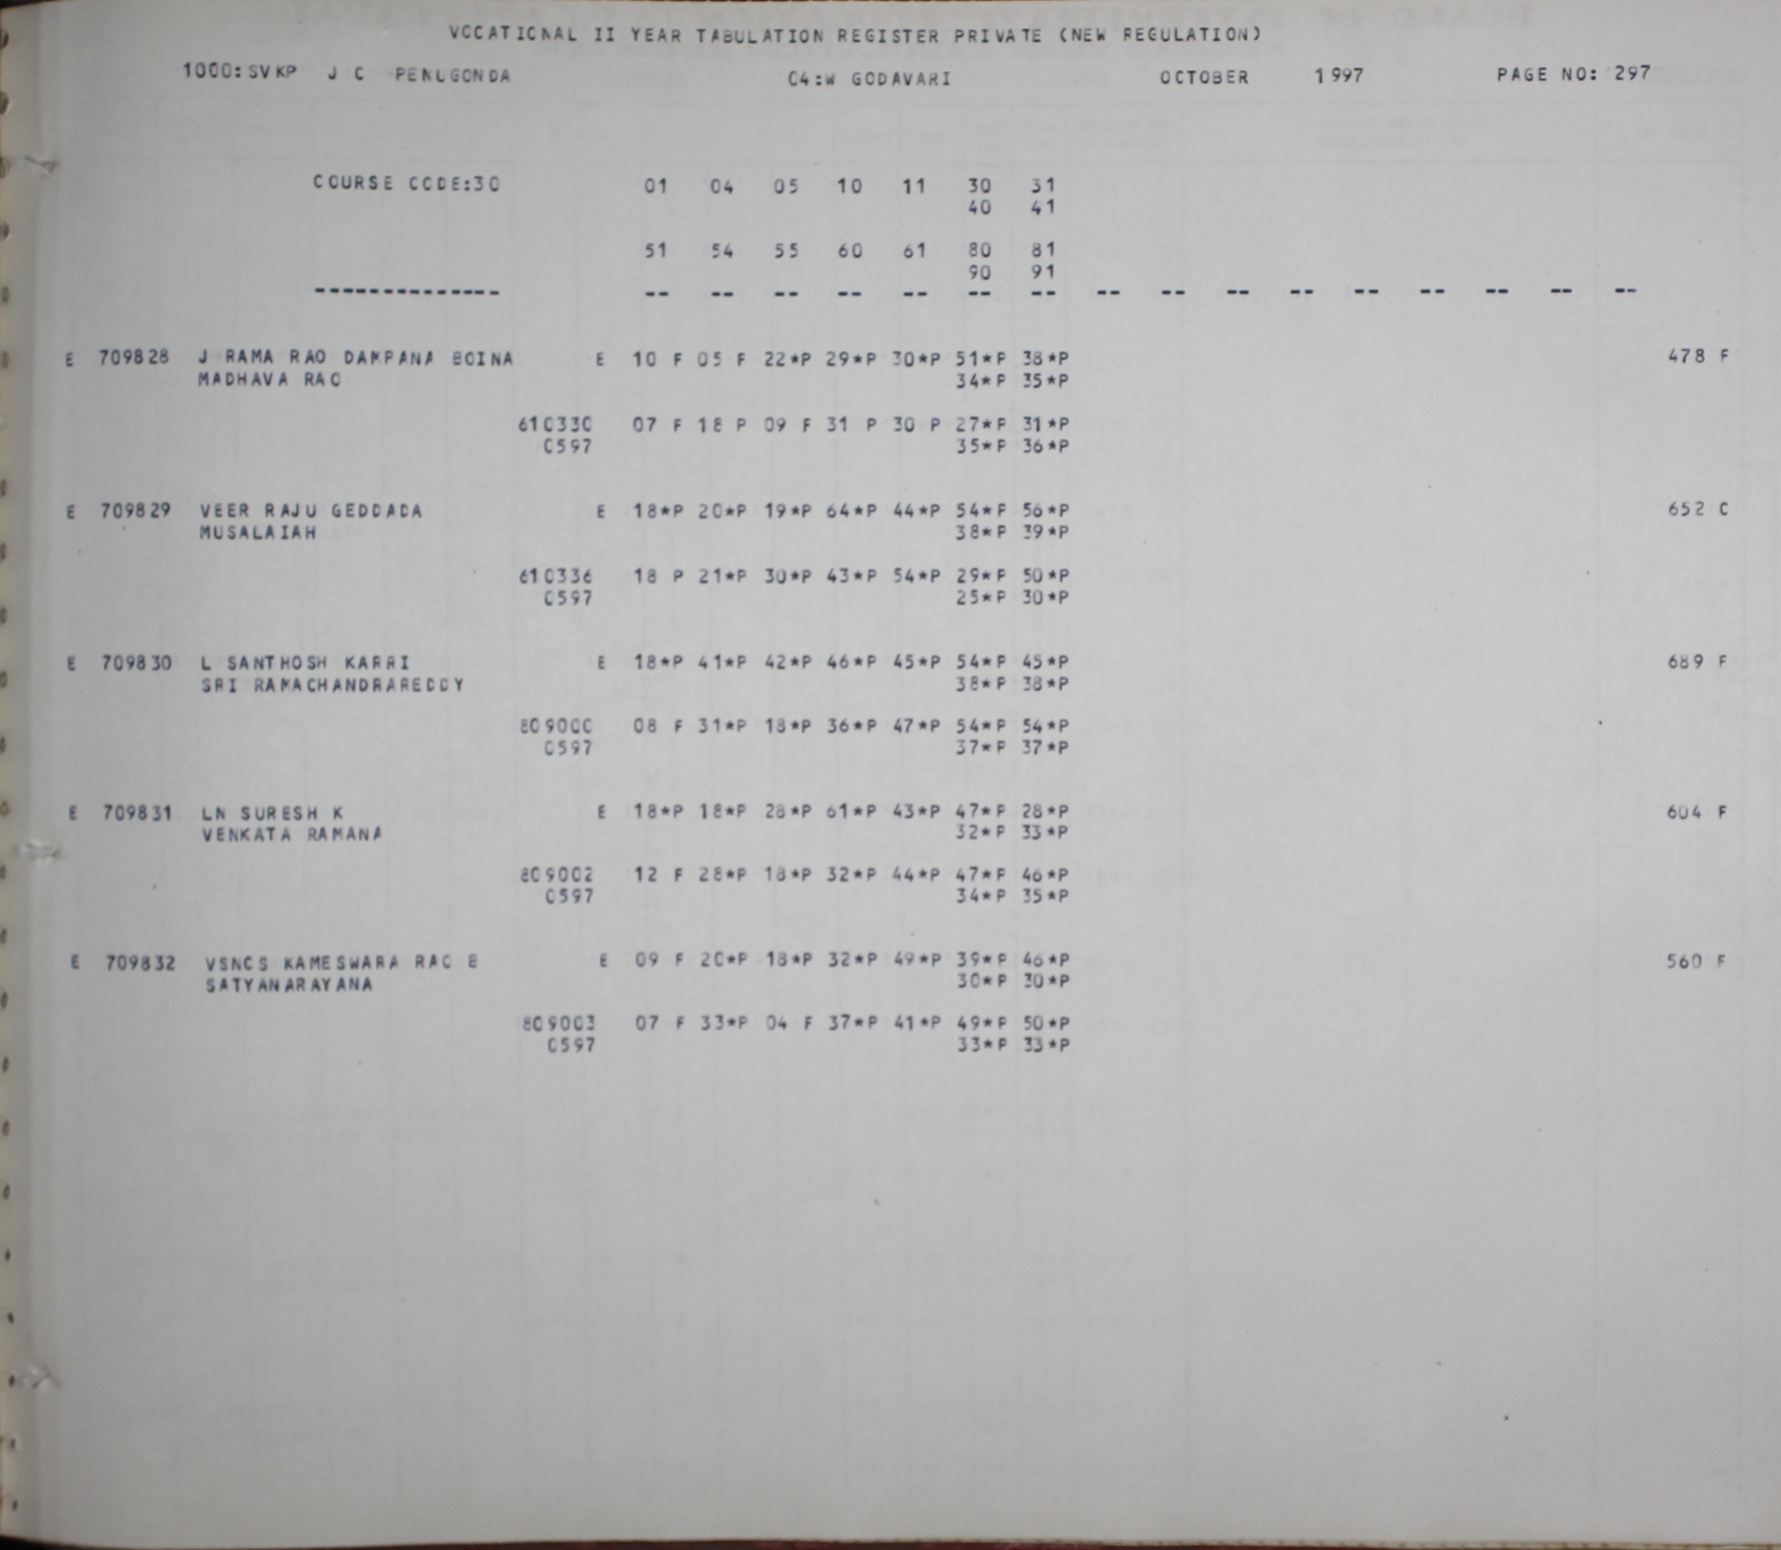 VOCATIONAL II YEAR TABULATION REGISTER PRIVATE (NEW REGULATION)
1000:SVKP J C PENUGONDA 04:W GODAVARI OCTOBER 1997 PAGE NO: 297
COURSE CODE:30 01 04 05 10 11 30 31
40 41
51 54 55 60 61 80 81
90 91
-------------- -- -- -- -- -- -- -- -- -- -- -- -- -- -- -- --
E 709828 J RAMA RAO DAMPANA BOINA E 10 F 05 F 22*P 29*P 30*P 51*P 38*P 478 F
MADHAVA RAO 34*P 35*P
610330 07 F 18 P 09 F 31 P 30 P 27*P 31*P
0597 35*P 36*P
E 709829 VEER RAJU GEDDADA E 18*P 20*P 19*P 64*P 44*P 54*P 56*P 652 C
MUSALAIAH 38*P 39*P
610336 18 P 21*P 30*P 43*P 54*P 29*P 50*P
0597 25*P 30*P
E 709830 L SANTHOSH KARRI E 18*P 41*P 42*P 46*P 45*P 54*P 45*P 689 F
SRI RAMACHANDRAREDDY 38*P 38*P
809000 08 F 31*P 18*P 36*P 47*P 54*P 54*P
0597 37*P 37*P
E 709831 LN SURESH K E 18*P 18*P 28*P 61*P 43*P 47*P 28*P 604 F
VENKATA RAMANA 32*P 33*P
809002 12 F 28*P 18*P 32*P 44*P 47*P 46*P
0597 34*P 35*P
E 709832 VSNCS KAMESWARA RAO B E 09 F 20*P 18*P 32*P 49*P 39*P 46*P 560 F
SATYANARAYANA 30*P 30*P
809003 07 F 33*P 04 F 37*P 41*P 49*P 50*P
0597 33*P 33*P